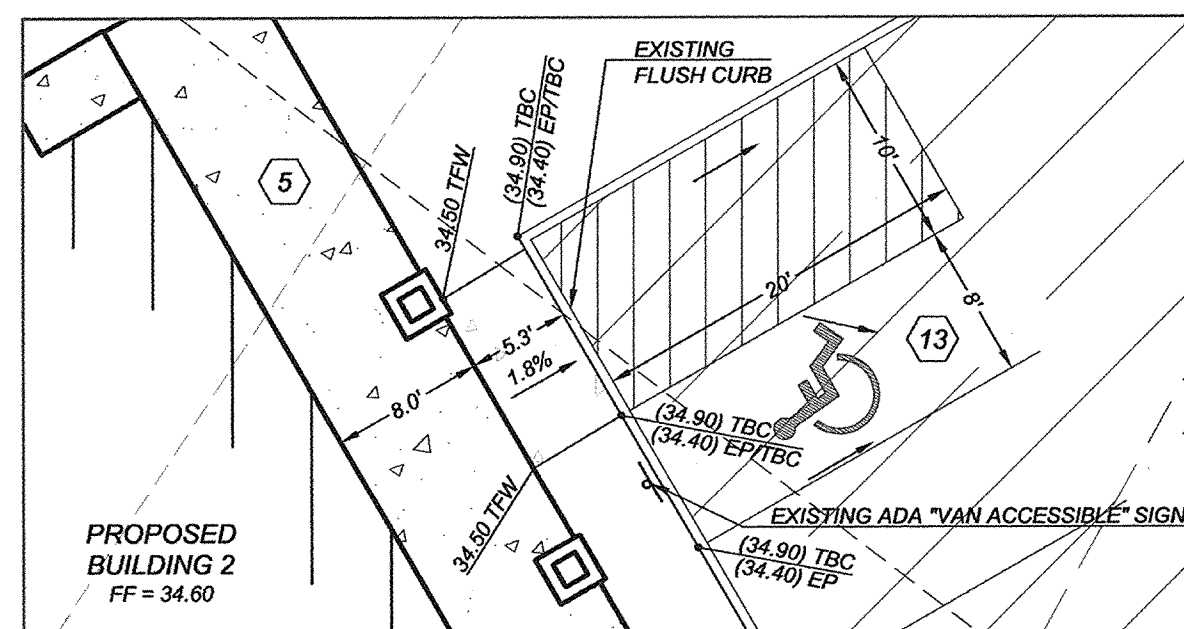 EXISTING
FLUSH CURB
(34.90) TBC
(34.40) EP/TBC
34.50 TFW
5
10'
20'
8'
5.3'
1.8%
8.0'
13
(34.90) TBC
(34.40) EP/TBC
34.50 TFW
EXISTING ADA "VAN ACCESSIBLE" SIGN
(34.90) TBC
(34.40) EP
PROPOSED
BUILDING 2
FF = 34.60